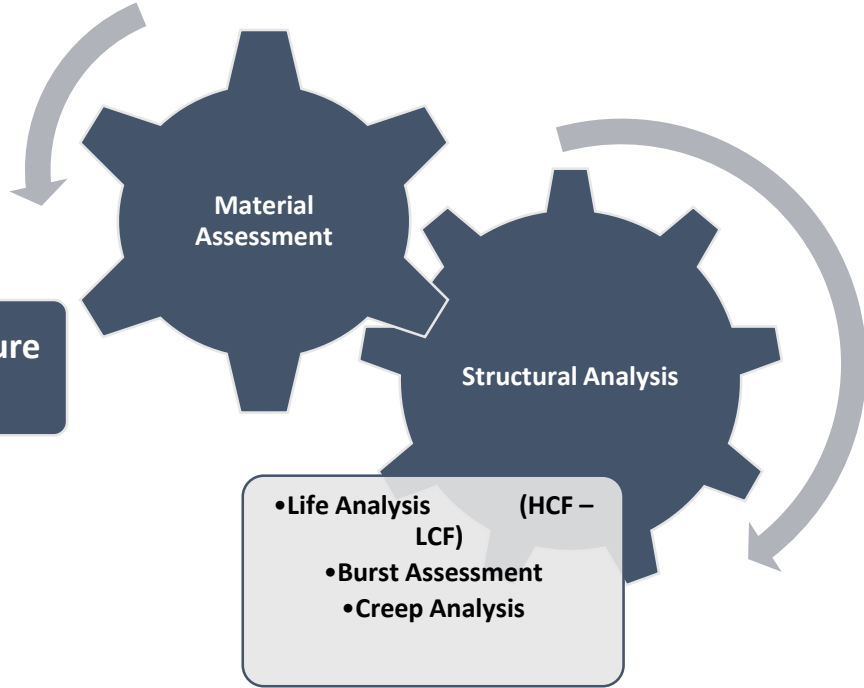 Material
Assessment
ure
Structural Analysis
•Life Analysis (HCF –
LCF)
•Burst Assessment
•Creep Analysis